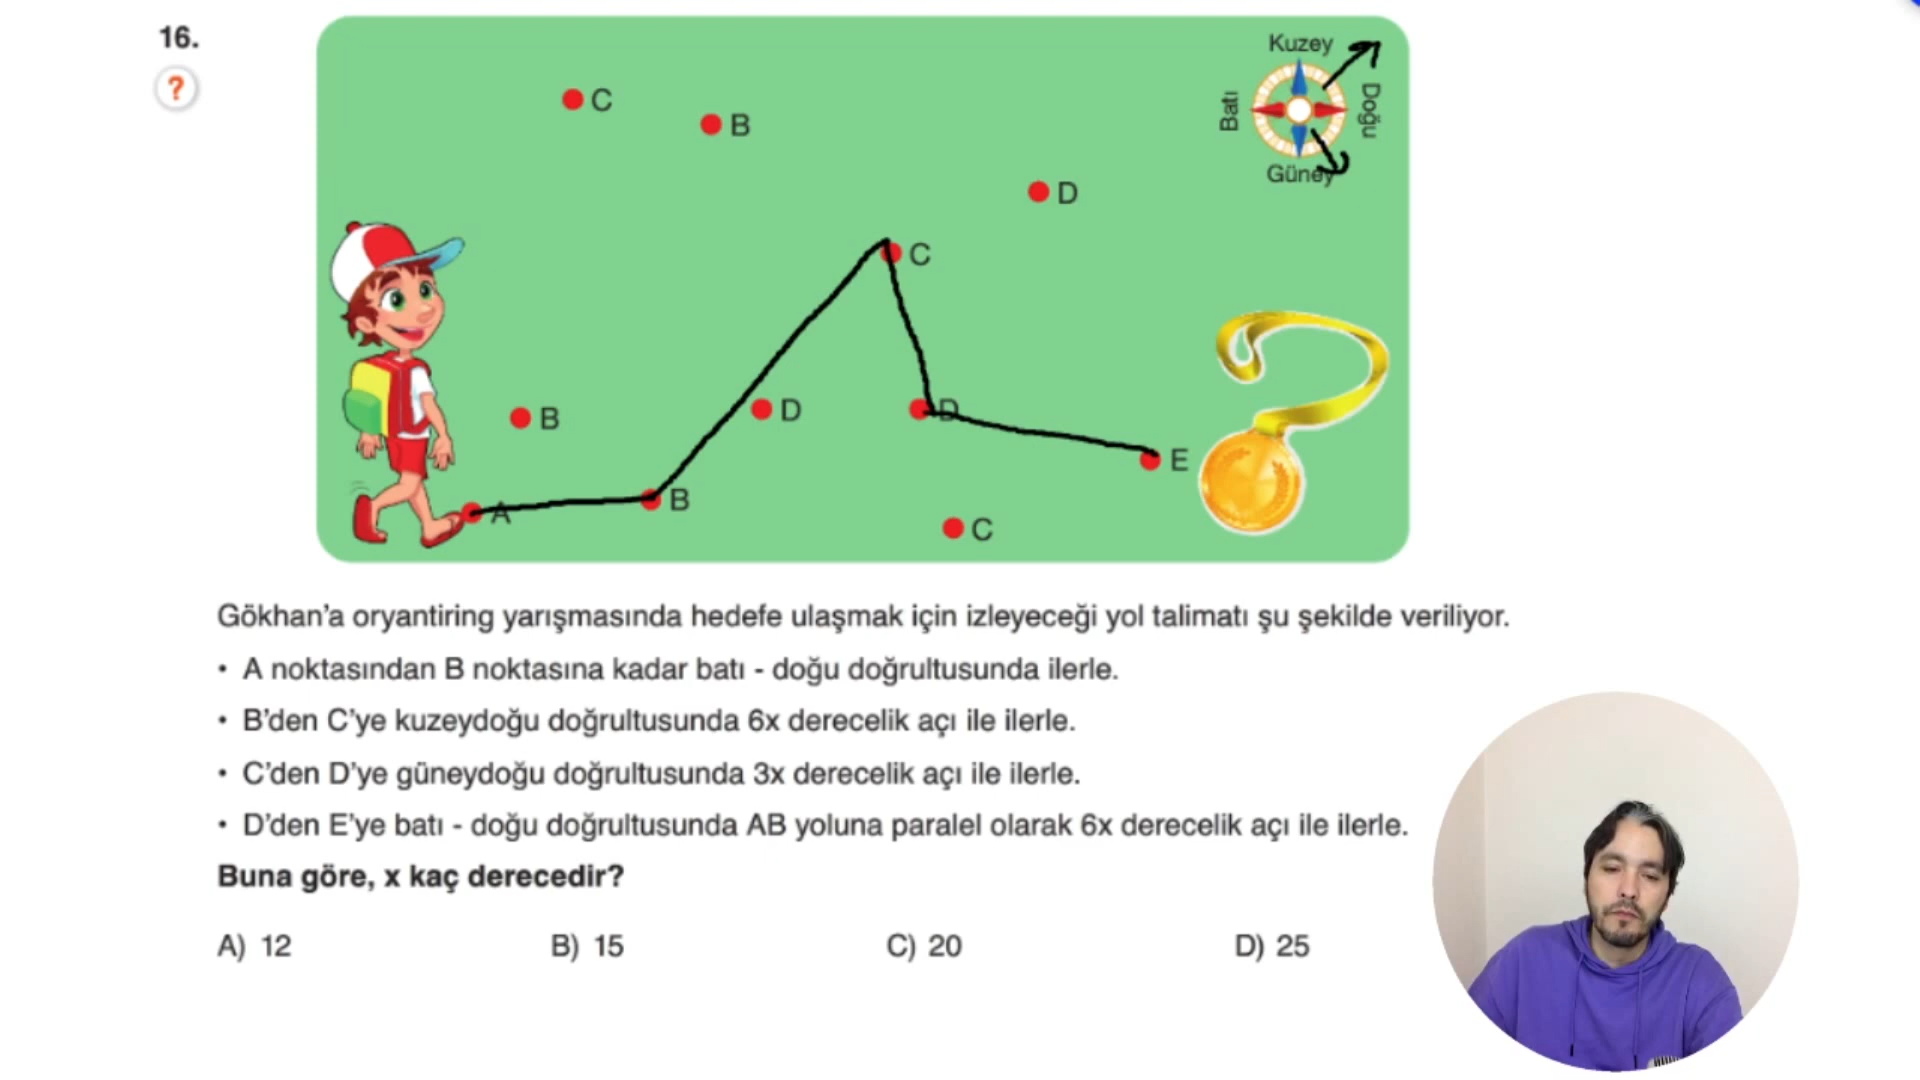 16.
?
Kuzey
Batı
Doğu
Güney
C
B
D
C
B
D
D
E
A
B
C
Gökhan'a oryantiring yarışmasında hedefe ulaşmak için izleyeceği yol talimatı şu şekilde veriliyor.
• A noktasından B noktasına kadar batı - doğu doğrultusunda ilerle.
• B'den C'ye kuzeydoğu doğrultusunda 6x derecelik açı ile ilerle.
• C'den D'ye güneydoğu doğrultusunda 3x derecelik açı ile ilerle.
• D'den E'ye batı - doğu doğrultusunda AB yoluna paralel olarak 6x derecelik açı ile ilerle.
Buna göre, x kaç derecedir?
A) 12 B) 15 C) 20 D) 25